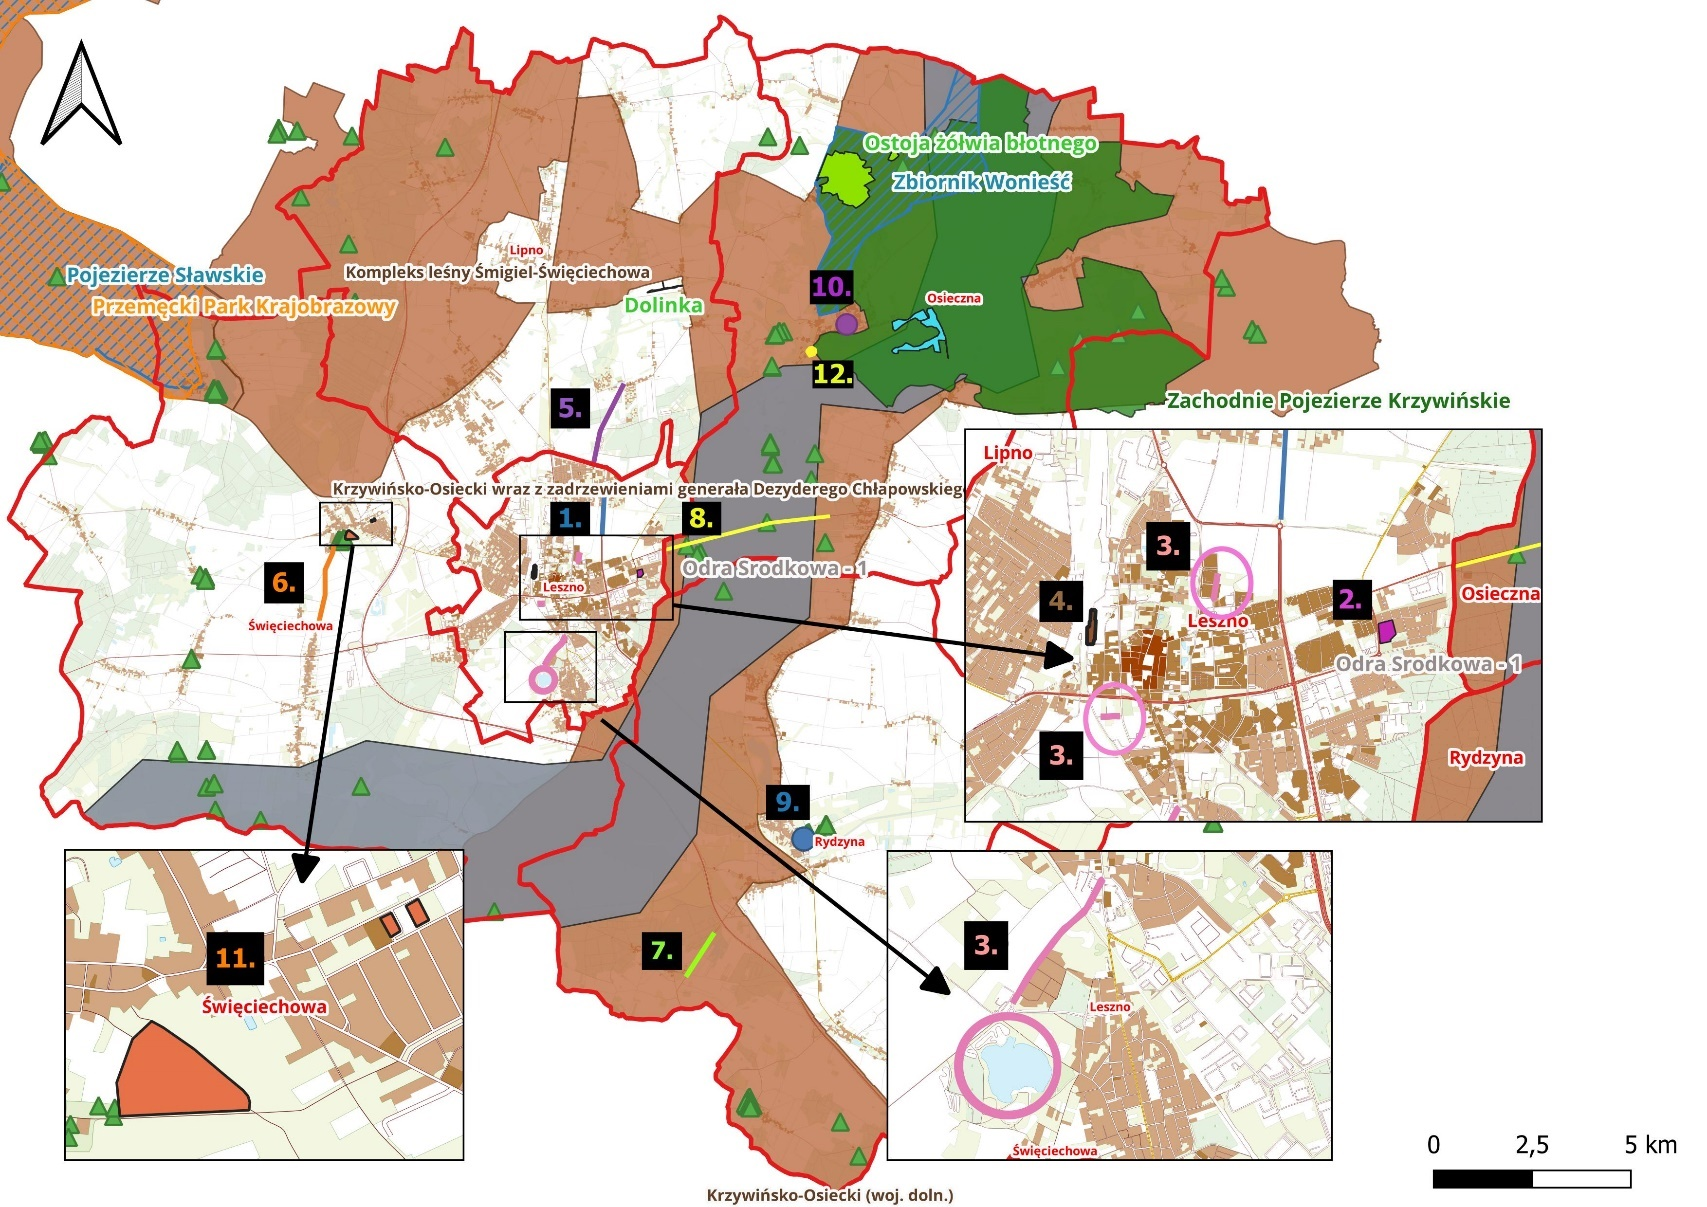 Ostoja żółwia błotnego
Zbiornik Wonieść
Lipno
Kompleks leśny Śmigiel-Święciechowa
Pojezierze Sławskie
Przemęcki Park Krajobrazowy
Dolinka
10.
Osieczna
12.
Zachodnie Pojezierze Krzywińskie
5.
Krzywińsko-Osiecki wraz z zadrzewieniami generała Dezyderego Chłapowskieg
1.
8.
Odra Srodkowa - 1
6.
Leszno
Święciechowa
Lipno
3.
4.
2.
Leszno
Osieczna
Odra Srodkowa - 1
3.
Rydzyna
9.
Rydzyna
7.
11.
Święciechowa
3.
Leszno
Święciechowa
0 2,5 5 km
Krzywińsko-Osiecki (woj. doln.)